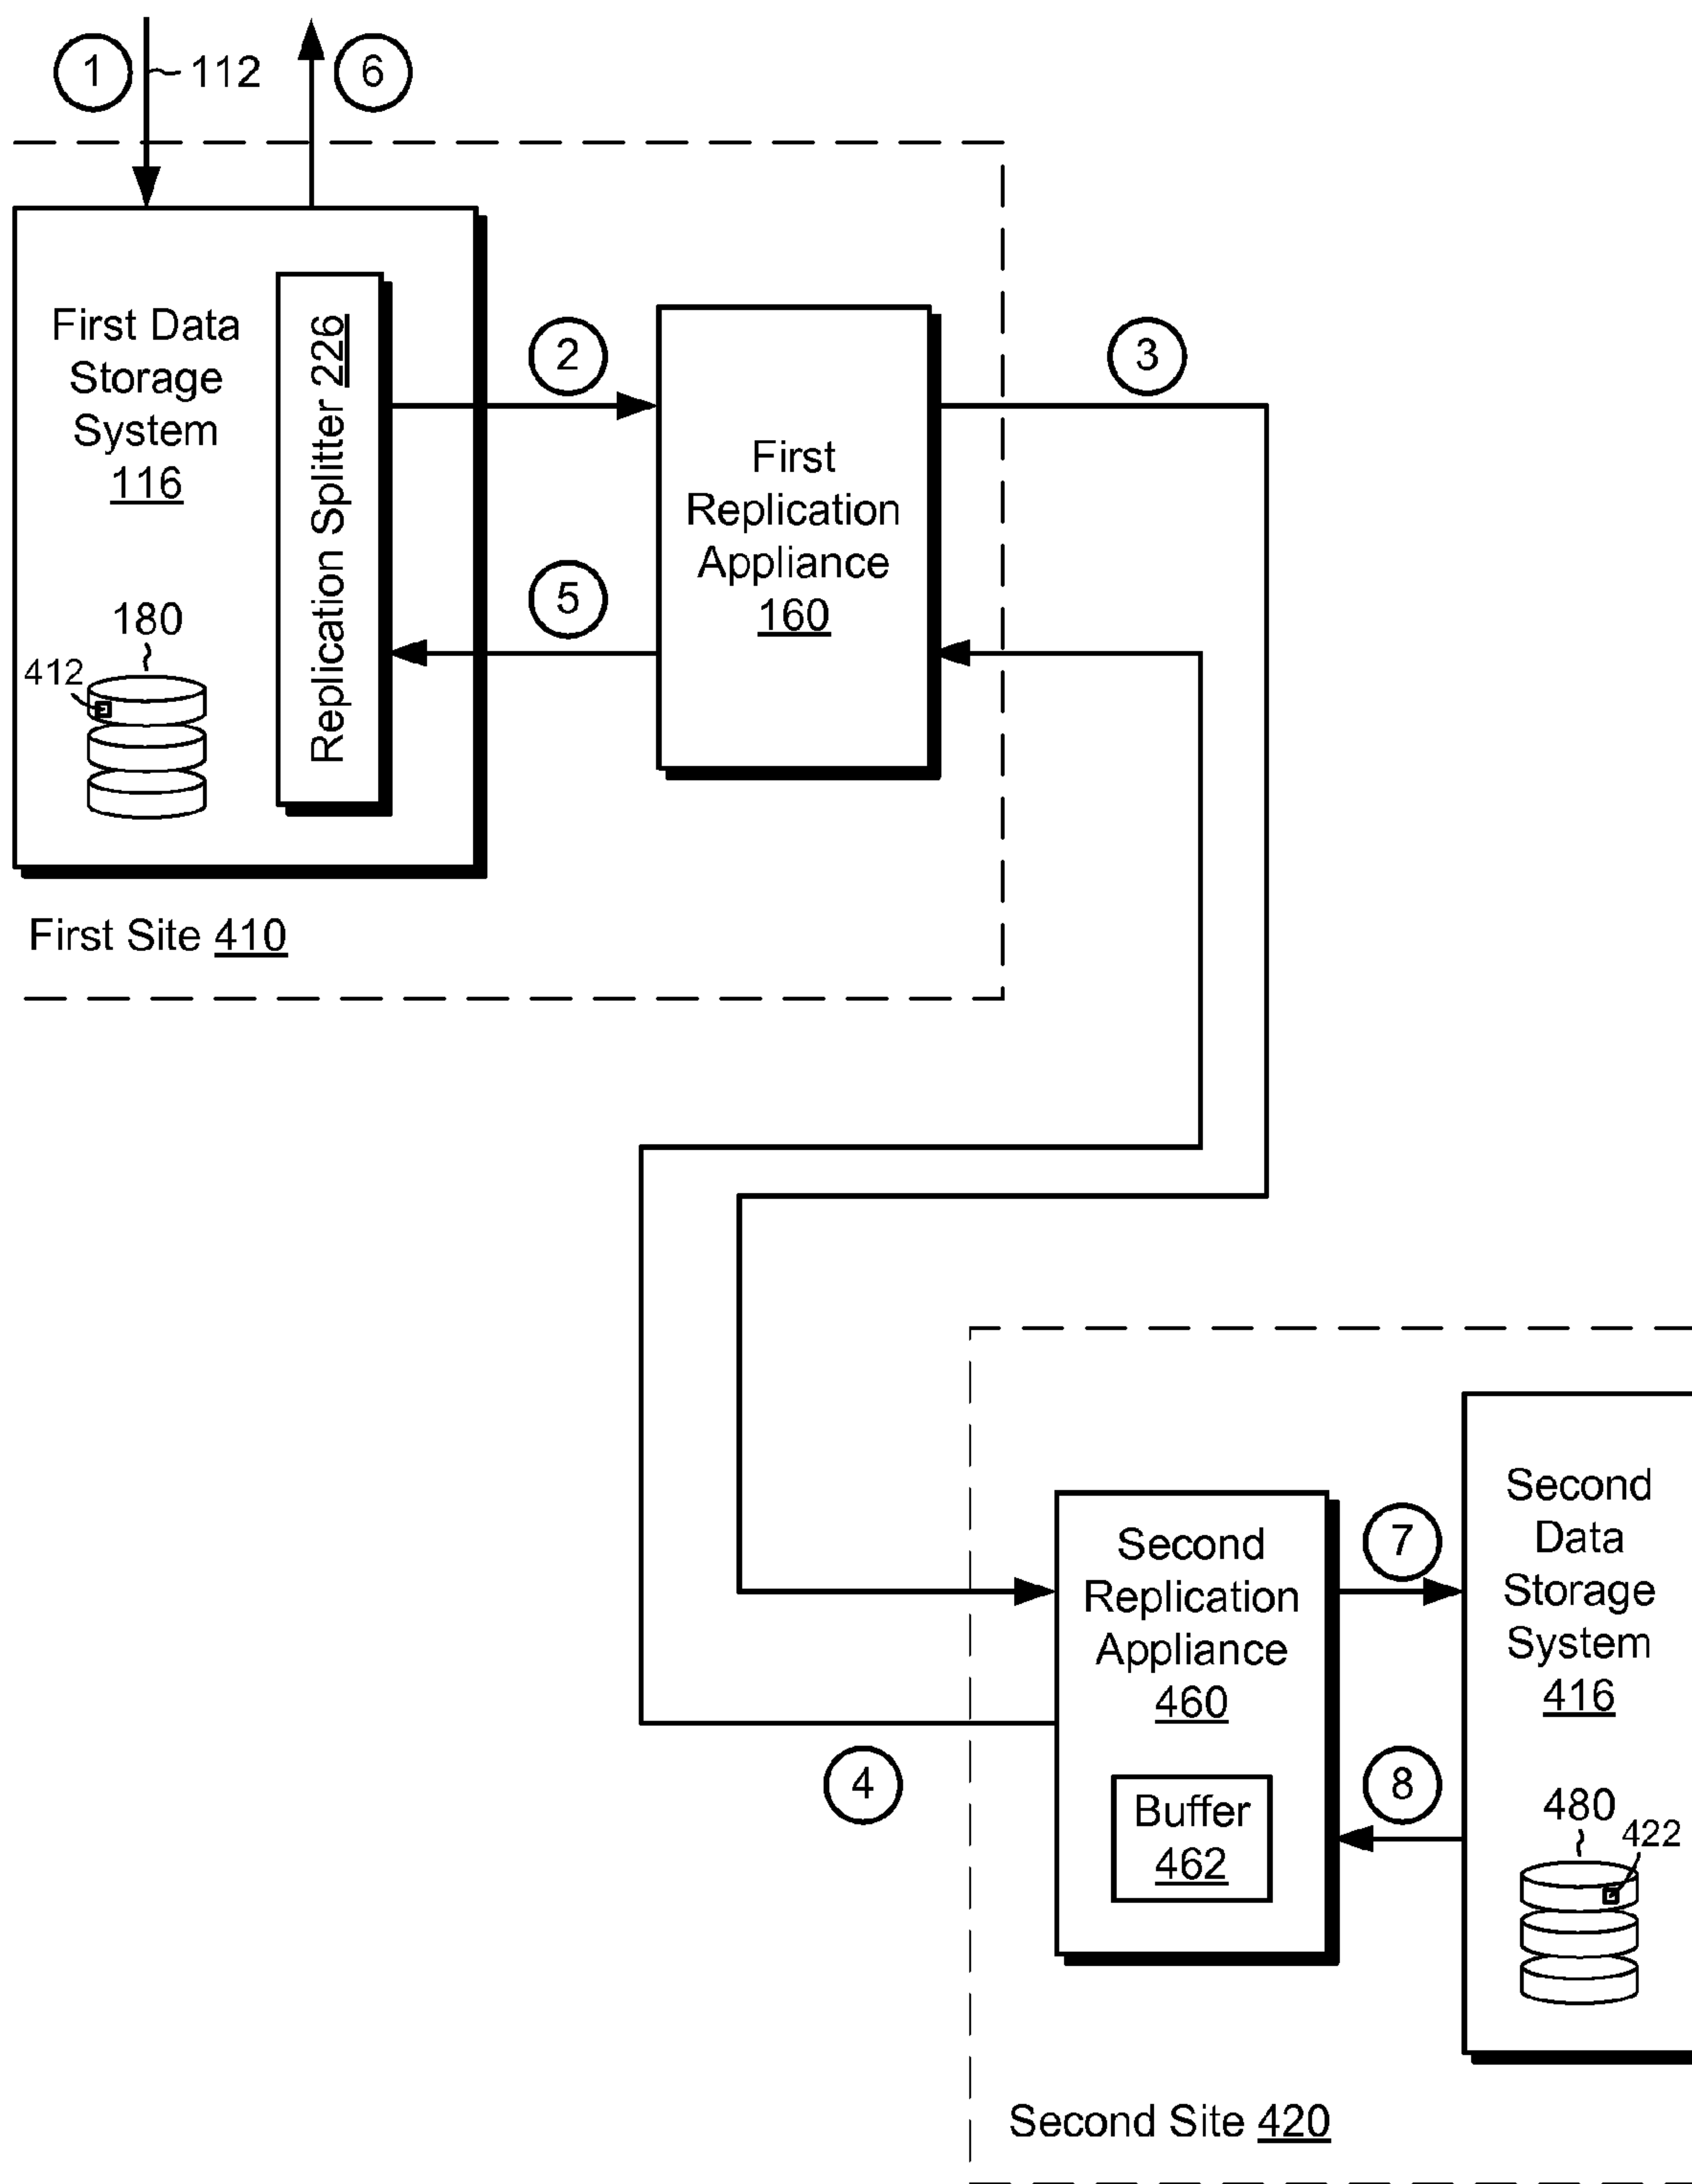 1
112
6
First Data
Storage
System
116
Replication Splitter 226
180
412
2
5
First
Replication
Appliance
160
3
First Site 410
4
Second
Replication
Appliance
460
Buffer
462
7
8
Second
Data
Storage
System
416
480
422
Second Site 420